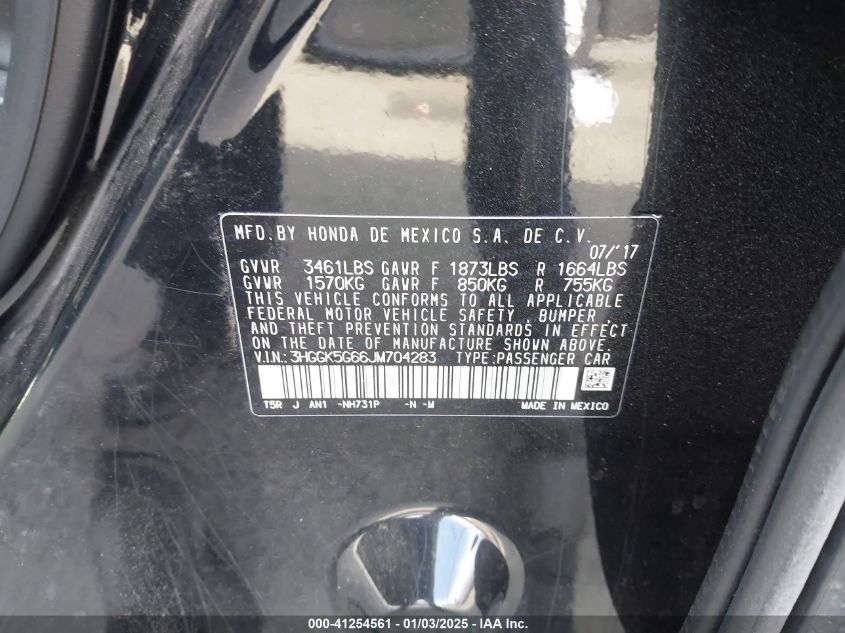 MFD.BY HONDA DE MEXICO S.A. DE C.V.
07/'17
GVWR 3461LBS GAWR F 1873LBS R 1664LBS
GVWR 1570KG GAWR F 850KG R 755KG
THIS VEHICLE CONFORMS TO ALL APPLICABLE
FEDERAL MOTOR VEHICLE SAFETY , BUMPER ,
AND THEFT PREVENTION STANDARDS IN EFFECT
ON THE DATE OF MANUFACTURE SHOWN ABOVE.
V.I.N.: 3HGGK5G66JM704283 TYPE:PASSENGER CAR
T5R J AN1 -NH731P -N -M MADE IN MEXICO
000-41254561 - 01/03/2025 - IAA Inc.